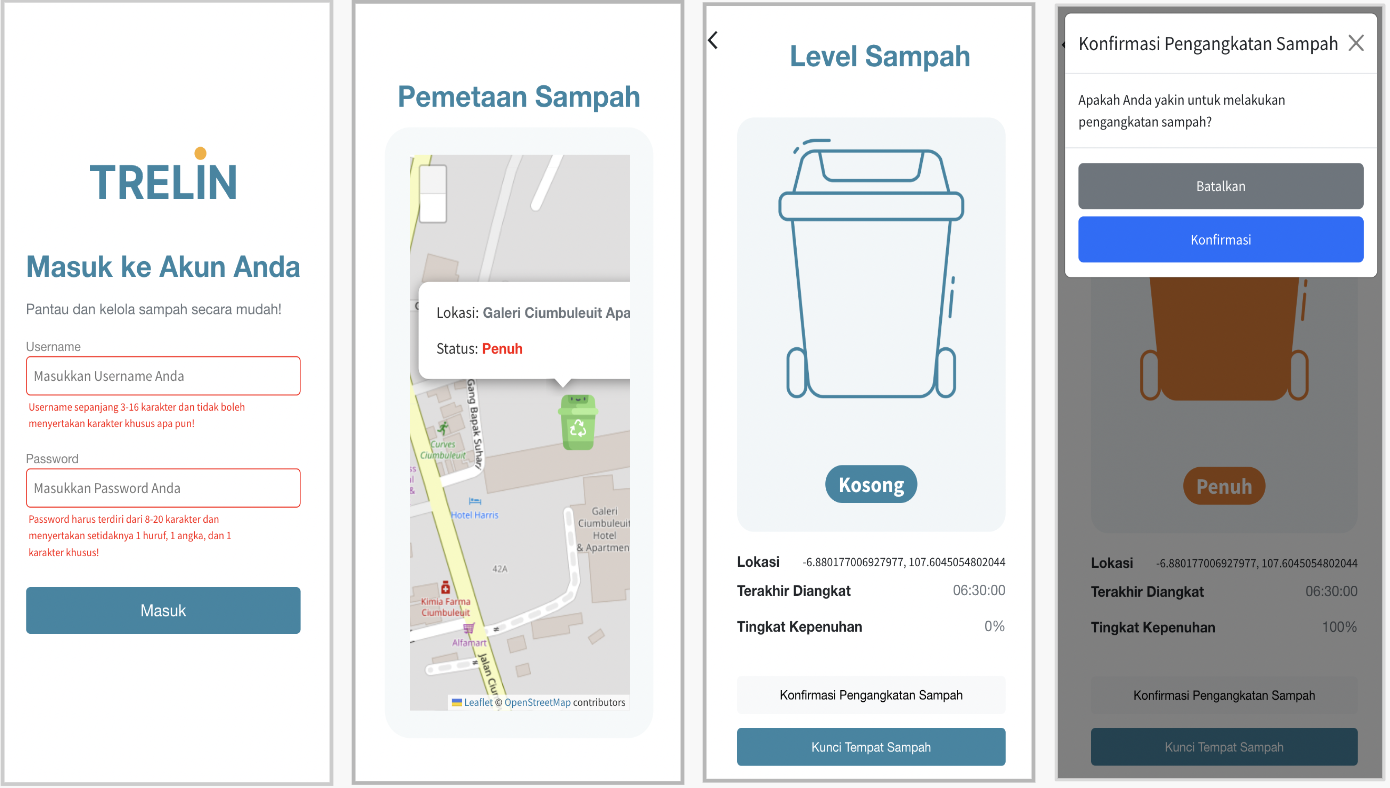 TRELIN
Masuk ke Akun Anda
Pantau dan kelola sampah secara mudah!
Username
Masukkan Username Anda
Username sepanjang 3-16 karakter dan tidak boleh
menyertakan karakter khusus apa pun!
Password
Masukkan Password Anda
Password harus terdiri dari 8-20 karakter dan
menyertakan setidaknya 1 huruf, 1 angka, dan 1
karakter khusus!
Masuk
Pemetaan Sampah
Lokasi: Galeri Ciumbuleuit Apa
Status: Penuh
Gang Bapak Suhari
Curves
Ciumbuleuit
Hotel Harris
Galeri
Ciumbuleuit
Hotel
& Apartmen
42A
Kimia Farma
Ciumbuleuit
Alfamart
Jalan Cium
Leaflet © OpenStreetMap contributors
Level Sampah
Kosong
Lokasi -6.880177006927977, 107.6045054802044
Terakhir Diangkat 06:30:00
Tingkat Kepenuhan 0%
Konfirmasi Pengangkatan Sampah
Kunci Tempat Sampah
Konfirmasi Pengangkatan Sampah
Apakah Anda yakin untuk melakukan
pengangkatan sampah?
Batalkan
Konfirmasi
Penuh
Lokasi -6.880177006927977, 107.6045054802044
Terakhir Diangkat 06:30:00
Tingkat Kepenuhan 100%
Konfirmasi Pengangkatan Sampah
Kunci Tempat Sampah